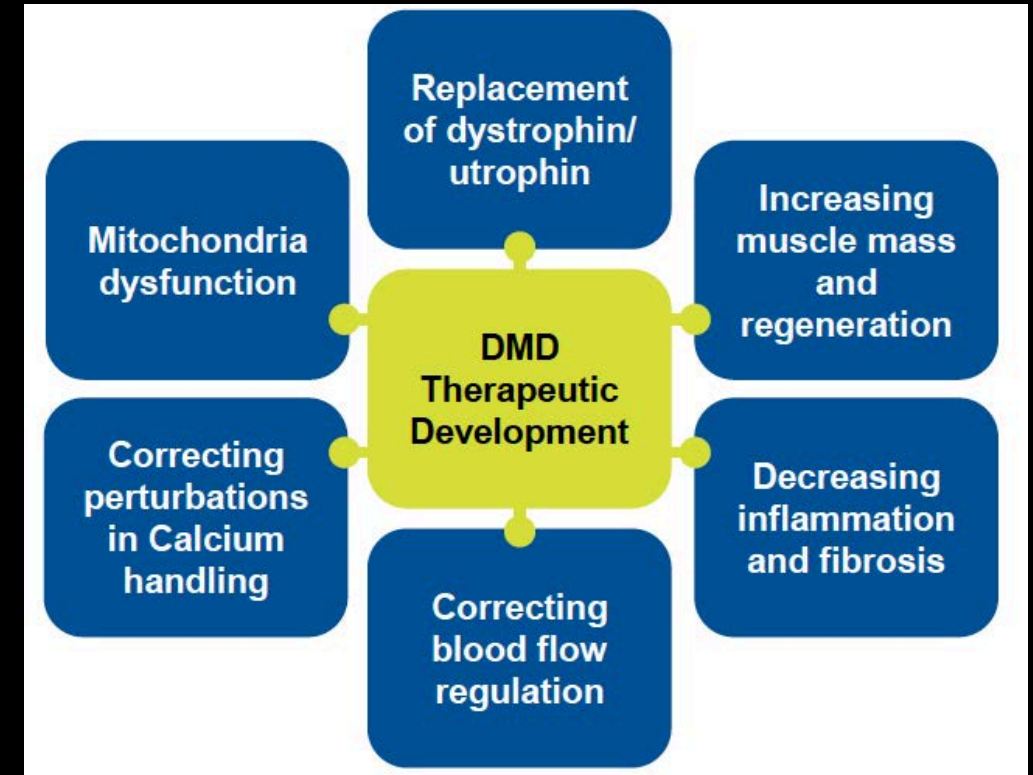 Replacement
of dystrophin/
utrophin
Mitochondria
dysfunction
Increasing
muscle mass
and
regeneration
DMD
Therapeutic
Development
Correcting
perturbations
in Calcium
handling
Decreasing
inflammation
and fibrosis
Correcting
blood flow
regulation